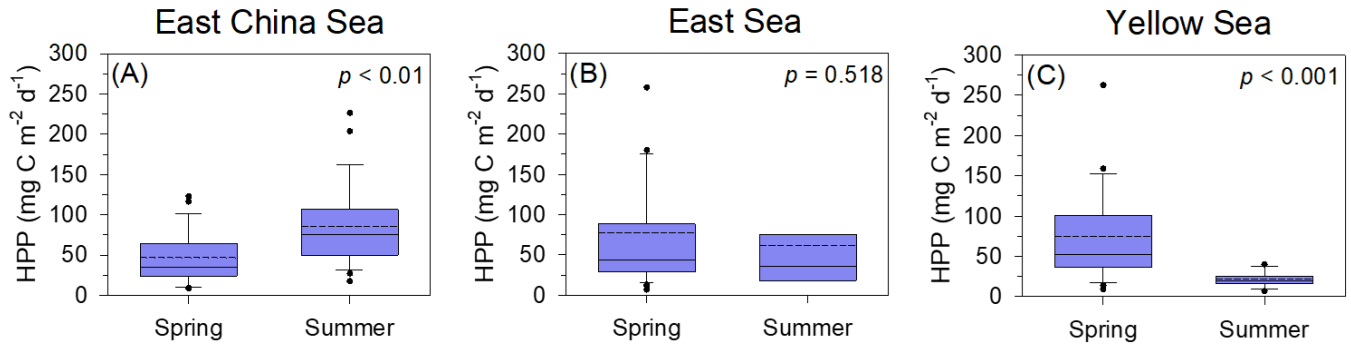 East China Sea
(A)
p < 0.01
HPP (mg C m⁻² d⁻¹)
300
250
200
150
100
50
0
Spring Summer
East Sea
(B)
p = 0.518
HPP (mg C m⁻² d⁻¹)
300
250
200
150
100
50
0
Spring Summer
Yellow Sea
(C)
p < 0.001
HPP (mg C m⁻² d⁻¹)
300
250
200
150
100
50
0
Spring Summer